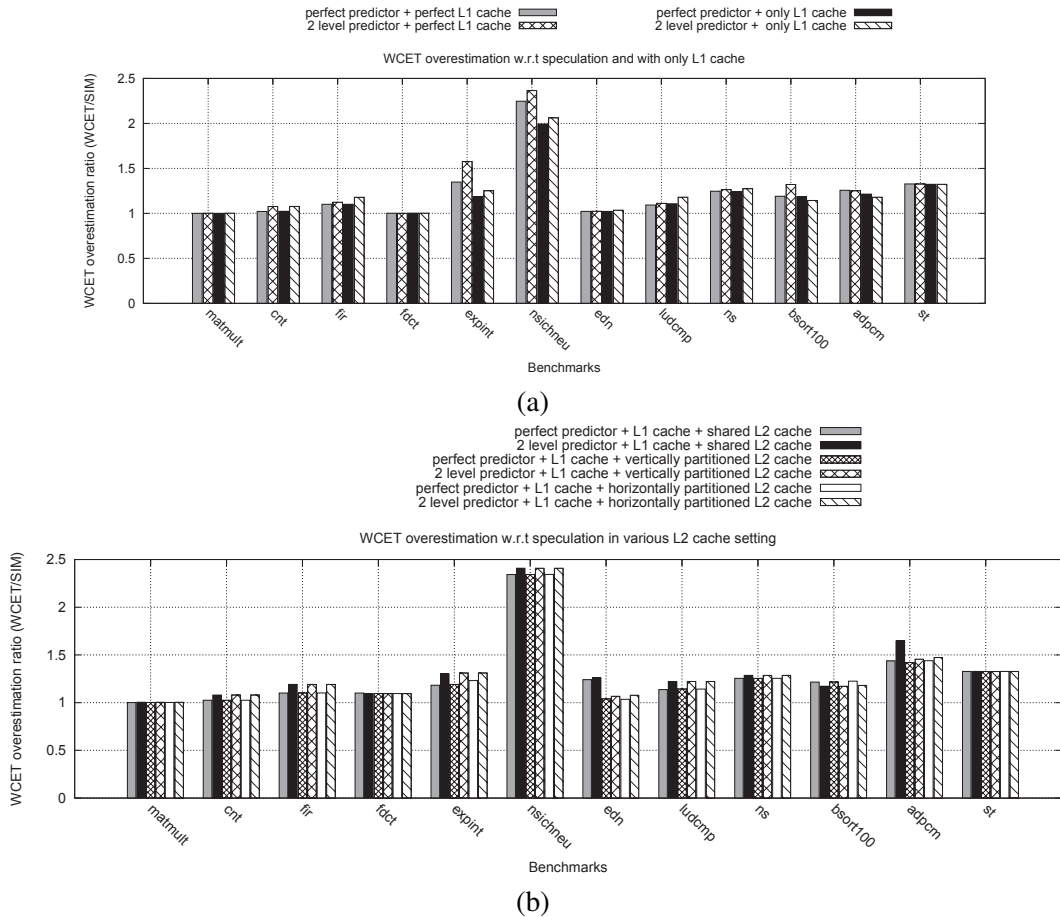 perfect predictor + perfect L1 cache
2 level predictor + perfect L1 cache
perfect predictor + only L1 cache
2 level predictor + only L1 cache
WCET overestimation w.r.t speculation and with only L1 cache
WCET overestimation ratio (WCET/SIM)
2.5
2
1.5
1
0.5
0
matmult
cnt
fir
fdct
expint
nsichneu
edn
ludcmp
ns
bsort100
adpcm
st
Benchmarks
(a)
perfect predictor + L1 cache + shared L2 cache
2 level predictor + L1 cache + shared L2 cache
perfect predictor + L1 cache + vertically partitioned L2 cache
2 level predictor + L1 cache + vertically partitioned L2 cache
perfect predictor + L1 cache + horizontally partitioned L2 cache
2 level predictor + L1 cache + horizontally partitioned L2 cache
WCET overestimation w.r.t speculation in various L2 cache setting
WCET overestimation ratio (WCET/SIM)
2.5
2
1.5
1
0.5
0
matmult
cnt
fir
fdct
expint
nsichneu
edn
ludcmp
ns
bsort100
adpcm
st
Benchmarks
(b)